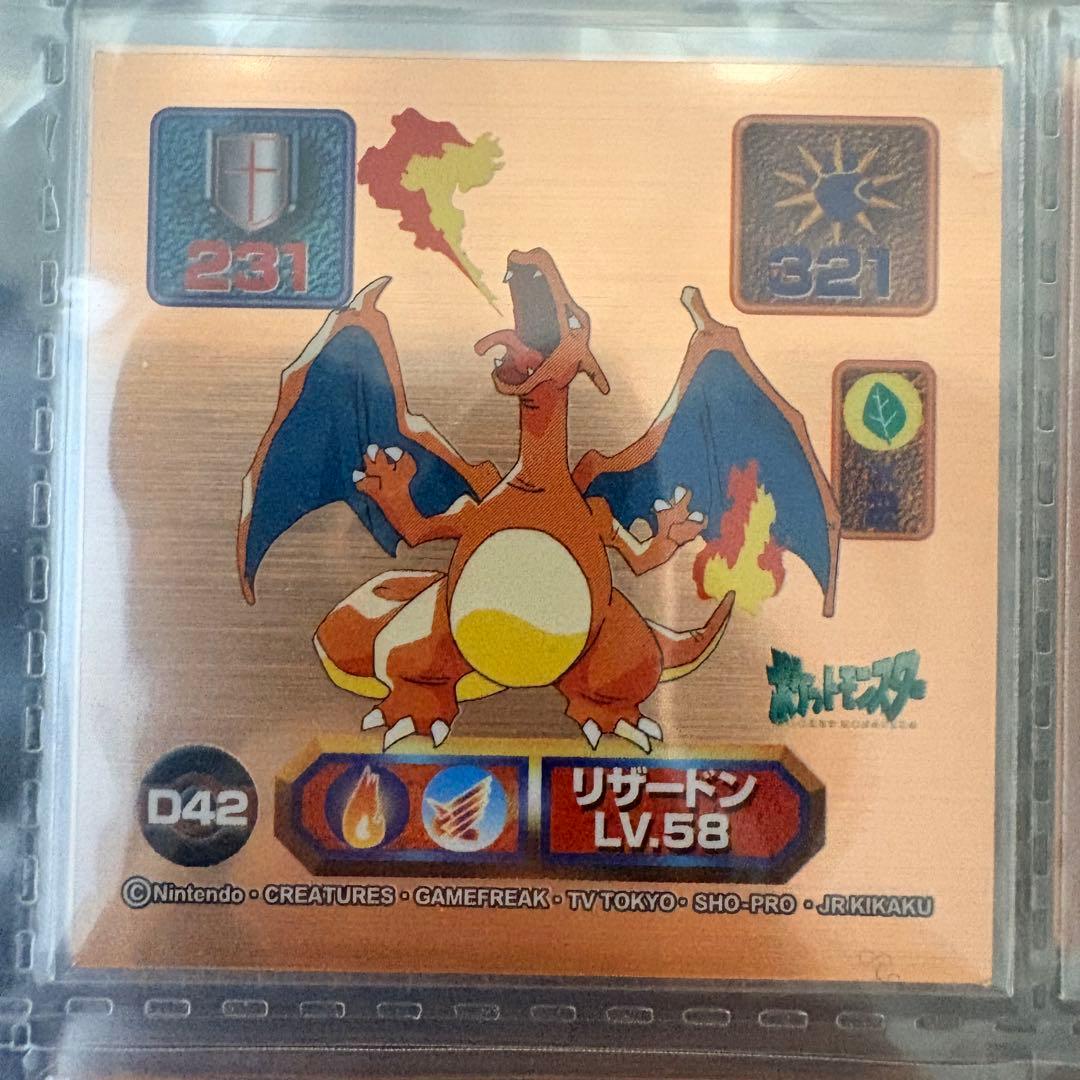 231
321
ポケットモンスター
D42
リザードン
LV.58
©Nintendo・CREATURES・GAMEFREAK・TV TOKYO・SHO-PRO・JR KIKAKU